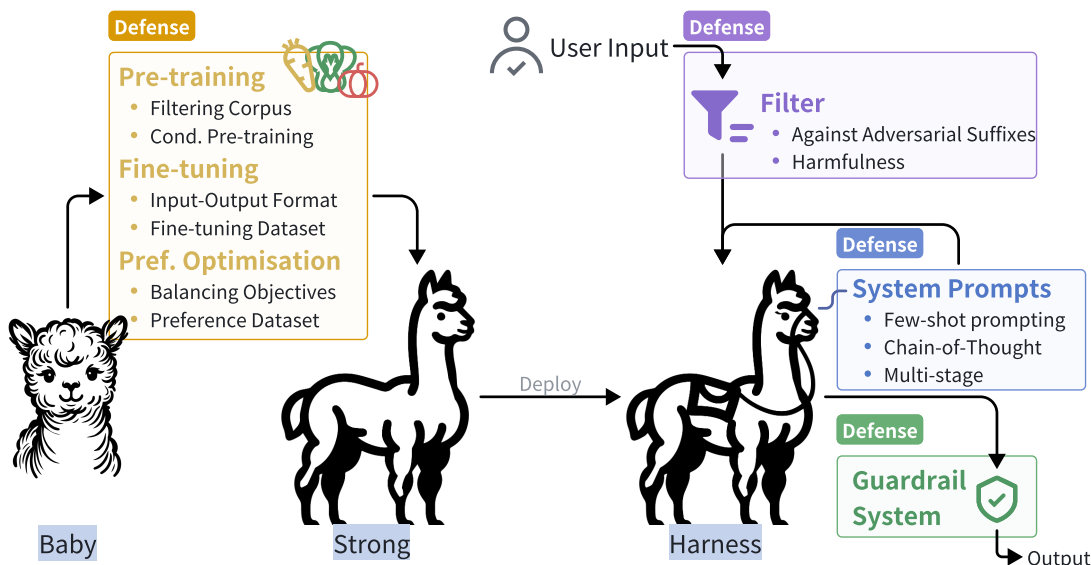 Defense
Pre-training
• Filtering Corpus
• Cond. Pre-training
Fine-tuning
• Input-Output Format
• Fine-tuning Dataset
Pref. Optimisation
• Balancing Objectives
• Preference Dataset
Baby
Strong
Deploy
User Input
Defense
Filter
• Against Adversarial Suffixes
• Harmfulness
Defense
System Prompts
• Few-shot prompting
• Chain-of-Thought
• Multi-stage
Harness
Defense
Guardrail
System
Output